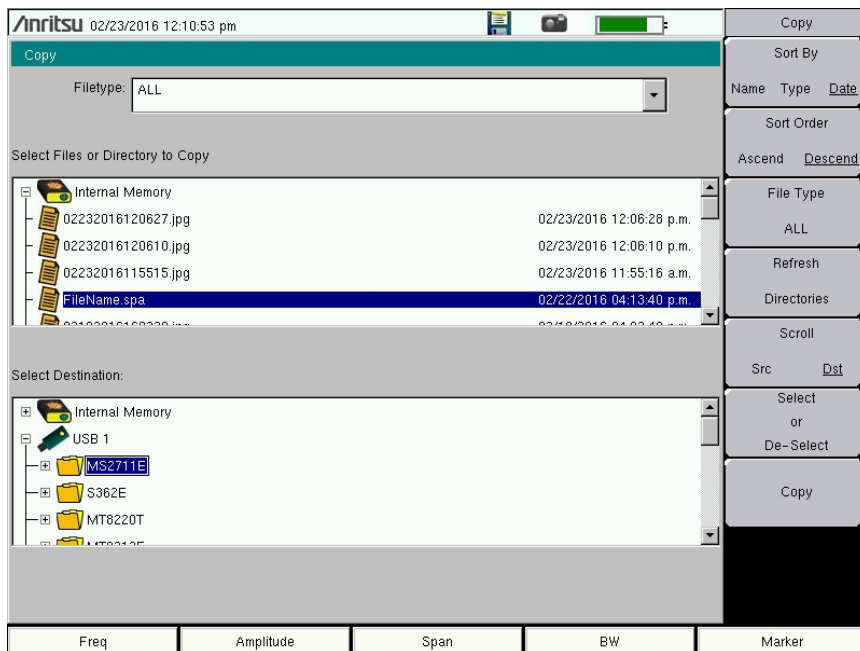 Anritsu 02/23/2016 12:10:53 pm
Copy
Filetype: ALL
Select Files or Directory to Copy
Internal Memory
02232016120627.jpg 02/23/2016 12:06:28 p.m.
02232016120610.jpg 02/23/2016 12:06:10 p.m.
02232016115515.jpg 02/23/2016 11:55:16 a.m.
FileName.spa 02/22/2016 04:13:40 p.m.
Select Destination:
Internal Memory
USB 1
MS2711E
S362E
MT8220T
Copy
Sort By
Name Type Date
Sort Order
Ascend Descend
File Type
ALL
Refresh
Directories
Scroll
Src Dst
Select
or
De-Select
Copy
Freq Amplitude Span BW Marker